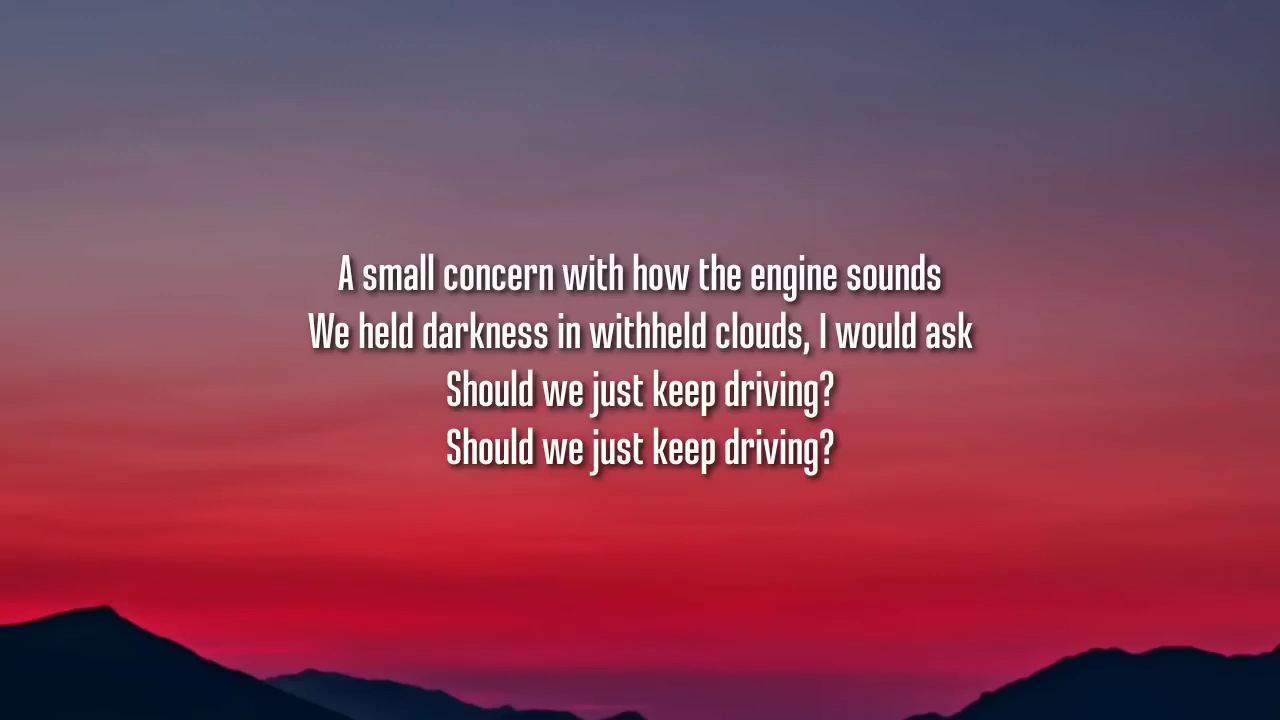 A small concern with how the engine sounds
We held darkness in withheld clouds, I would ask
Should we just keep driving?
Should we just keep driving?